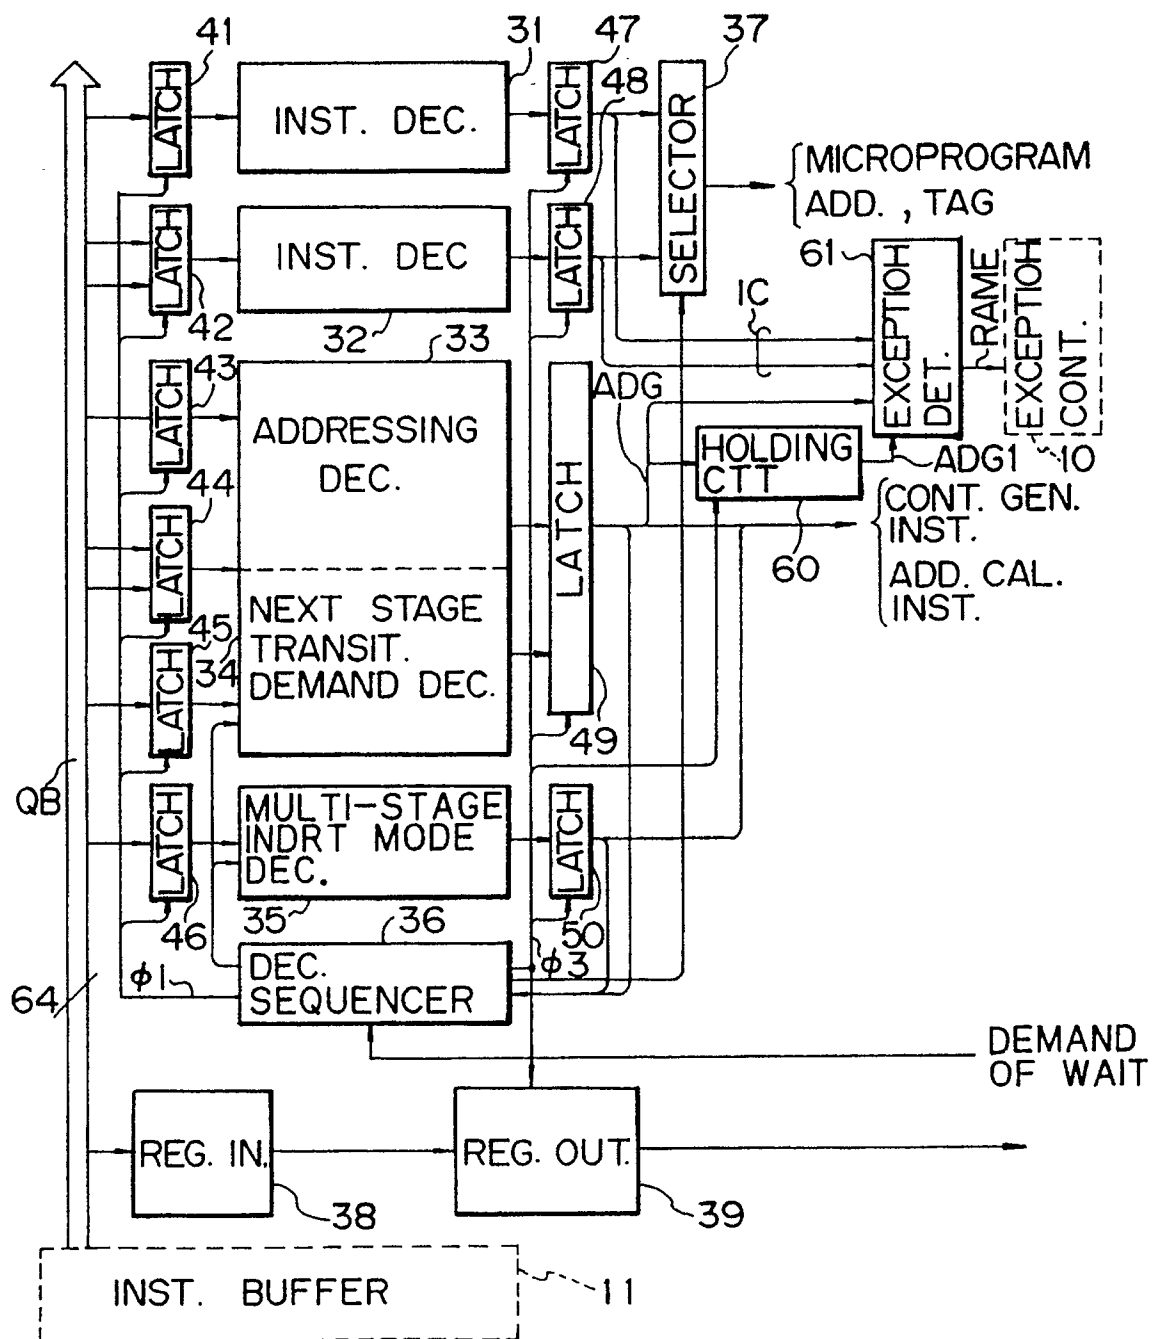 41
31
47
37
48
LATCH
INST. DEC.
LATCH
SELECTOR
MICROPROGRAM
ADD. , TAG
LATCH
INST. DEC
LATCH
61
EXCEPTIOH
DET.
RAME
EXCEPTIOH
CONT.
IC
42
32
33
43
LATCH
ADDRESSING
DEC.
ADG
LATCH
HOLDING
CTT
ADG1
10
44
LATCH
60
CONT. GEN.
INST.
ADD. CAL.
INST.
45
34
LATCH
NEXT STAGE
TRANSIT.
DEMAND DEC.
49
QB
LATCH
MULTI-STAGE
INDRT MODE
DEC.
LATCH
46
35
36
50
φ1
DEC.
SEQUENCER
φ3
64
DEMAND
OF WAIT
REG. IN.
REG. OUT.
38
39
INST. BUFFER
11